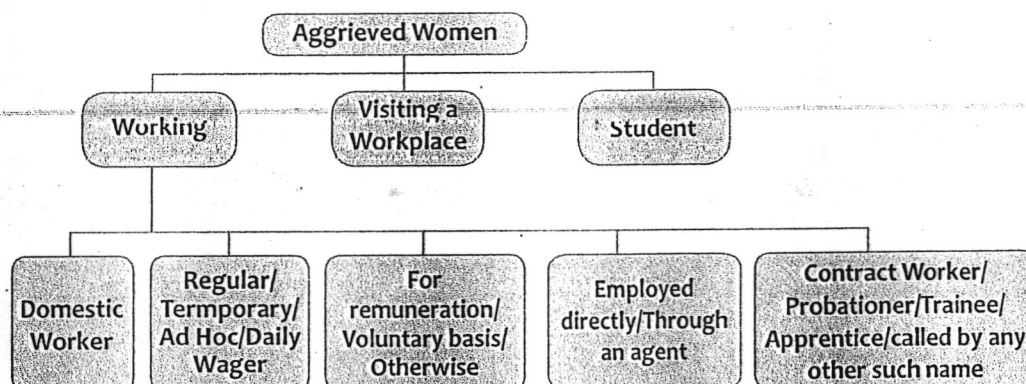 Aggrieved Women
Working
Visiting a
Workplace
Student
Domestic
Worker
Regular/
Termporary/
Ad Hoc/Daily
Wager
For
remuneration/
Voluntary basis/
Otherwise
Employed
directly/Through
an agent
Contract Worker/
Probationer/Trainee/
Apprentice/called by any
other such name